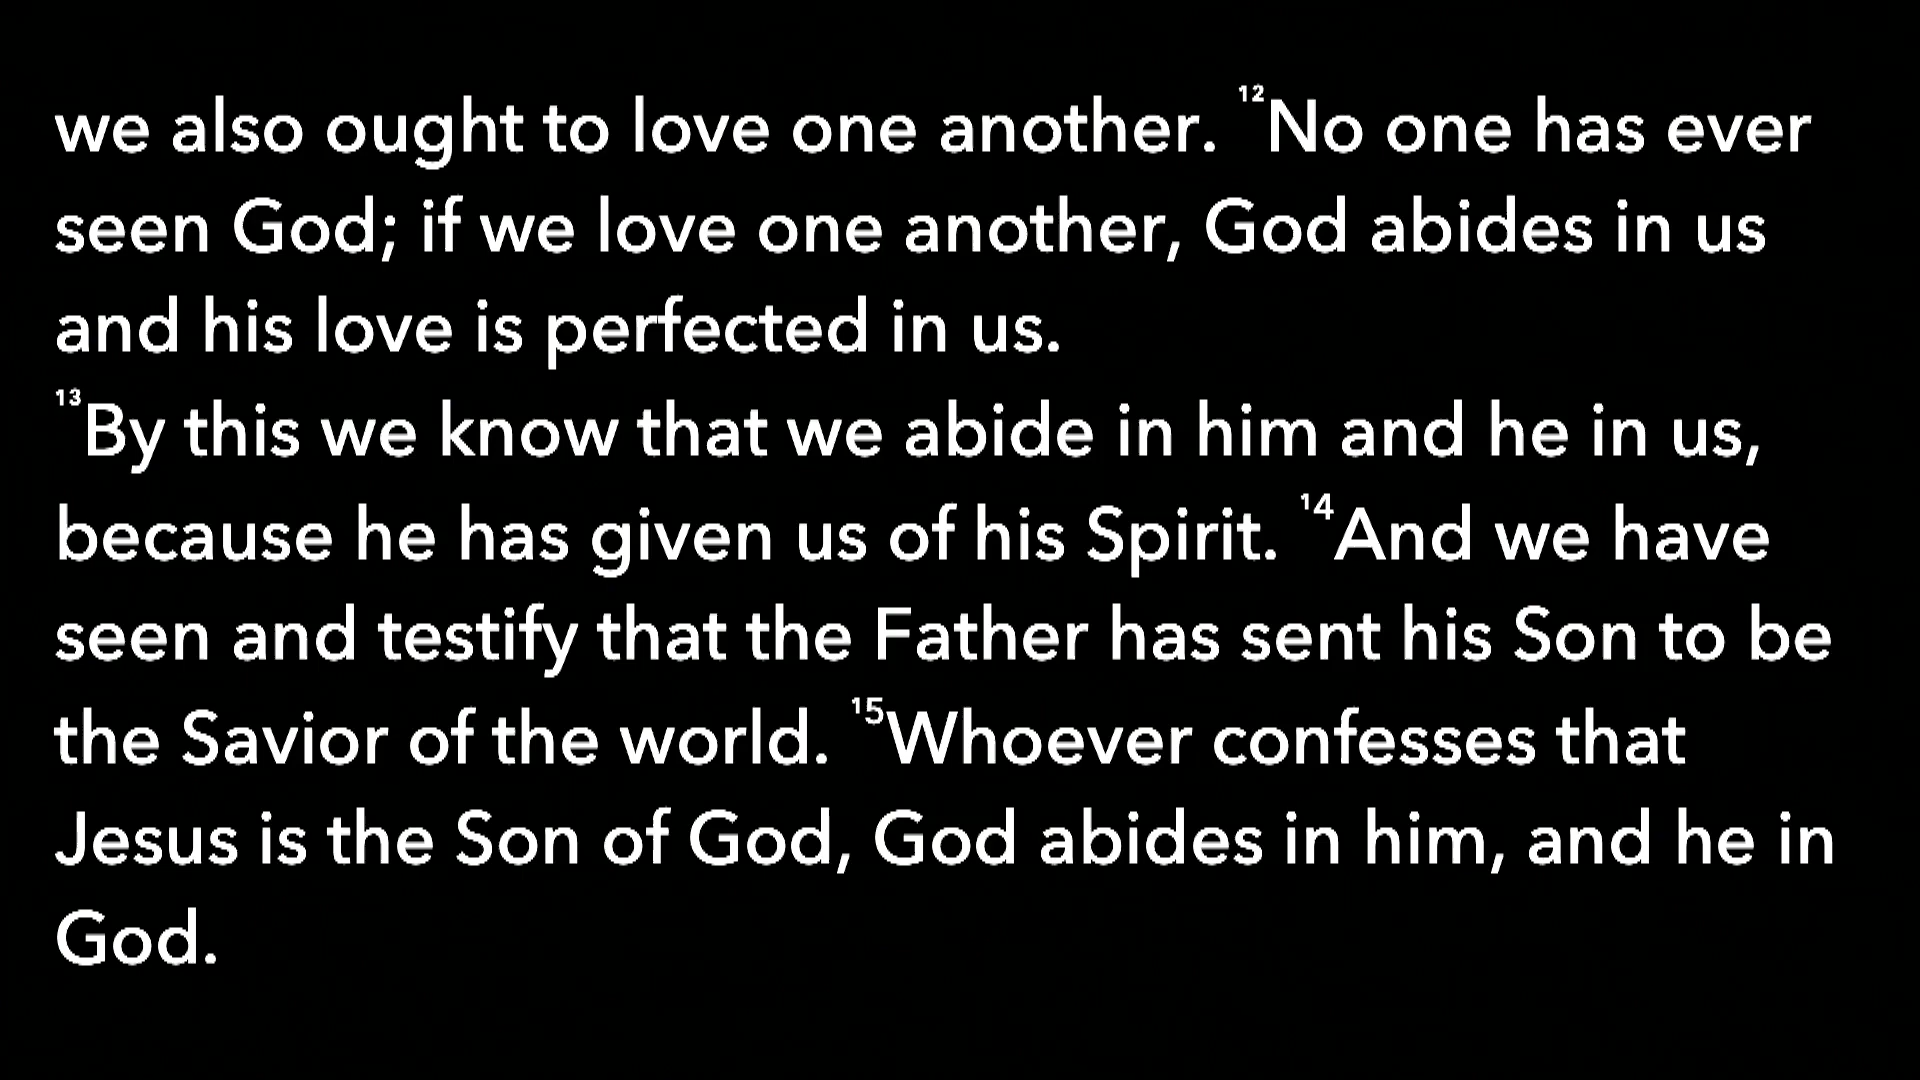 we also ought to love one another. 12No one has ever
seen God; if we love one another, God abides in us
and his love is perfected in us.
13By this we know that we abide in him and he in us,
because he has given us of his Spirit. 14And we have
seen and testify that the Father has sent his Son to be
the Savior of the world. 15Whoever confesses that
Jesus is the Son of God, God abides in him, and he in
God.